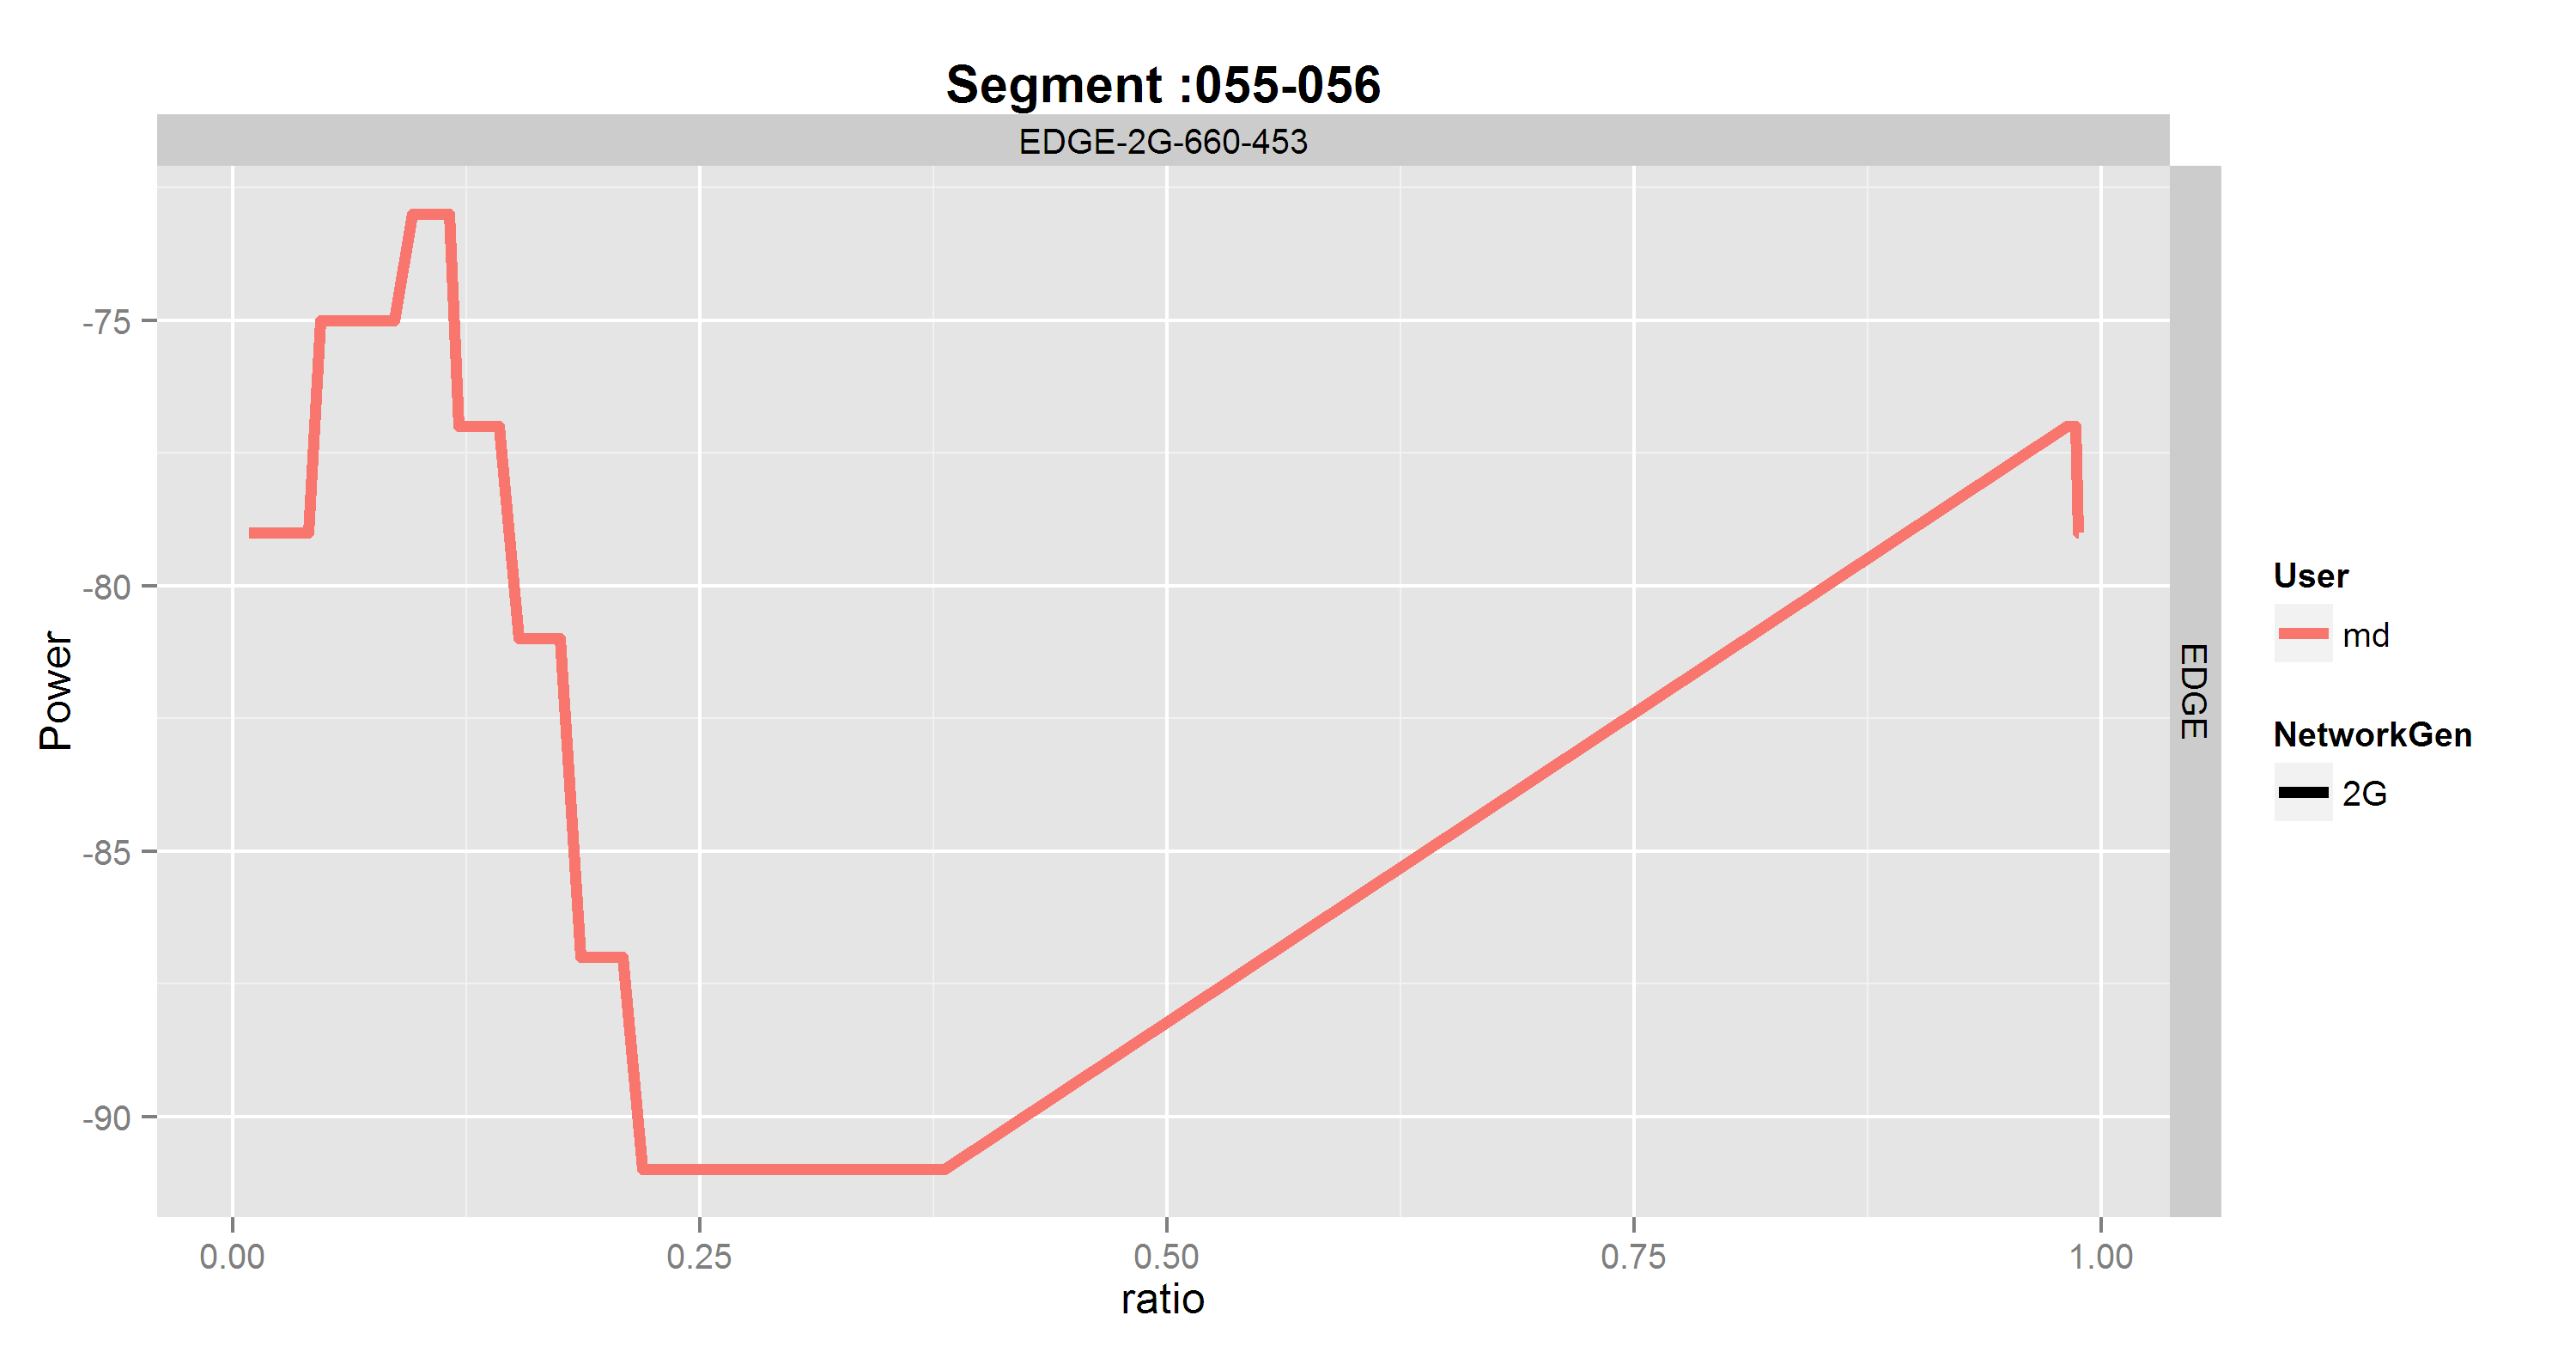 Segment :055-056
EDGE-2G-660-453
-75
-80
-85
-90
Power
EDGE
0.00
0.25
0.50
0.75
1.00
ratio
User
md
NetworkGen
2G